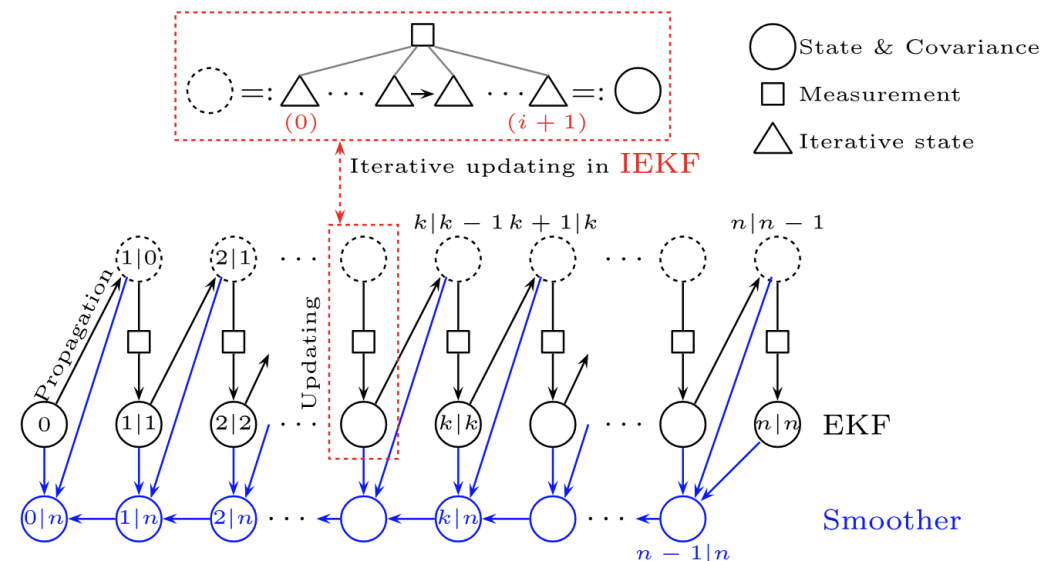 State & Covariance
Measurement
=: · · · · · · =:
(0) (i + 1)
Iterative state
Iterative updating in IEKF
k|k − 1 k + 1|k n|n − 1
1|0 2|1 · · · · · ·
Propagation
Updating
0 1|1 2|2 · · · k|k · · · n|n EKF
0|n 1|n 2|n · · · k|n · · · Smoother
n − 1|n